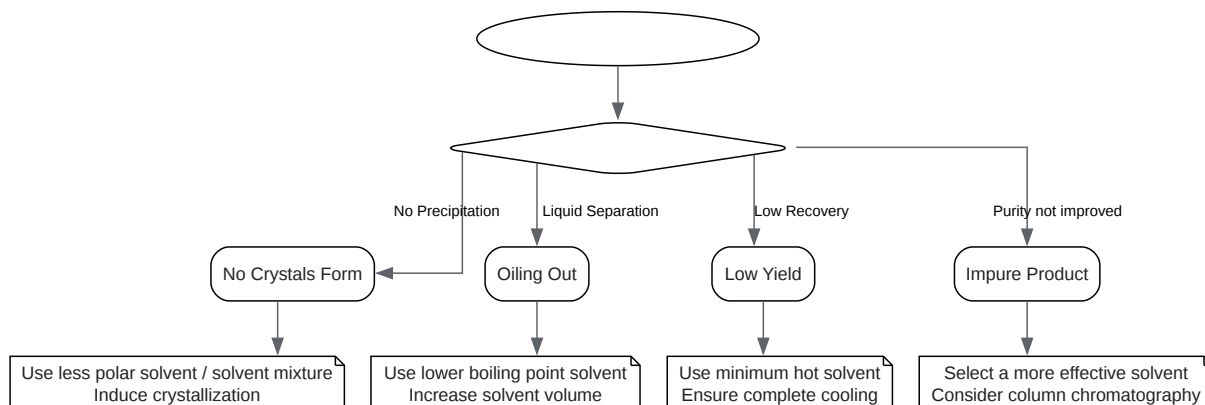 No Precipitation
Liquid Separation
Low Recovery
Purity not improved
No Crystals Form
Oiling Out
Low Yield
Impure Product
Use less polar solvent / solvent mixture
Induce crystallization
Use lower boiling point solvent
Increase solvent volume
Use minimum hot solvent
Ensure complete cooling
Select a more effective solvent
Consider column chromatography